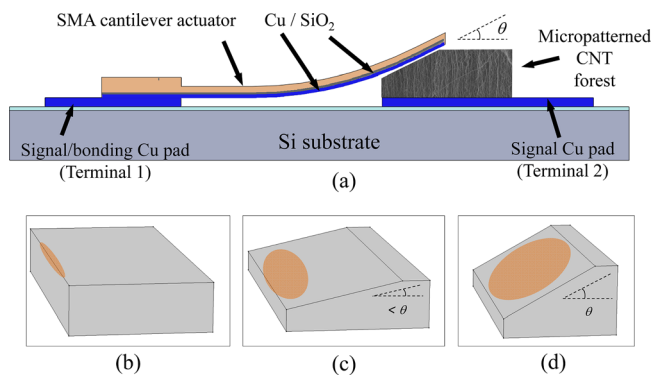 SMA cantilever actuator
Cu / SiO₂
θ
Micropatterned
CNT
forest
Signal/bonding Cu pad
(Terminal 1)
Si substrate
Signal Cu pad
(Terminal 2)
(a)
< θ
θ
(b)
(c)
(d)